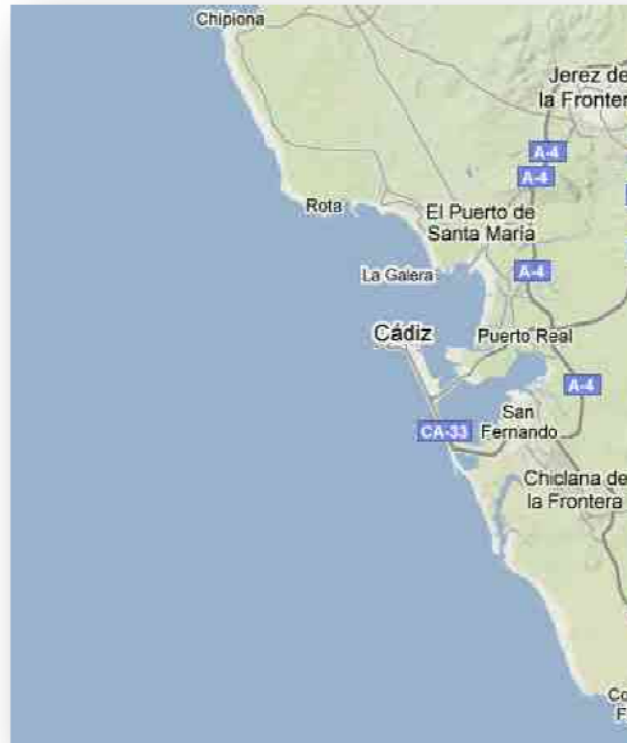 Chipiona
Jerez de
la Fronter
A-4
A-4
Rota
El Puerto de
Santa María
La Galera
A-4
Cádiz
Puerto Real
A-4
San
Fernando
CA-33
Chiclana de
la Frontera
Co
F